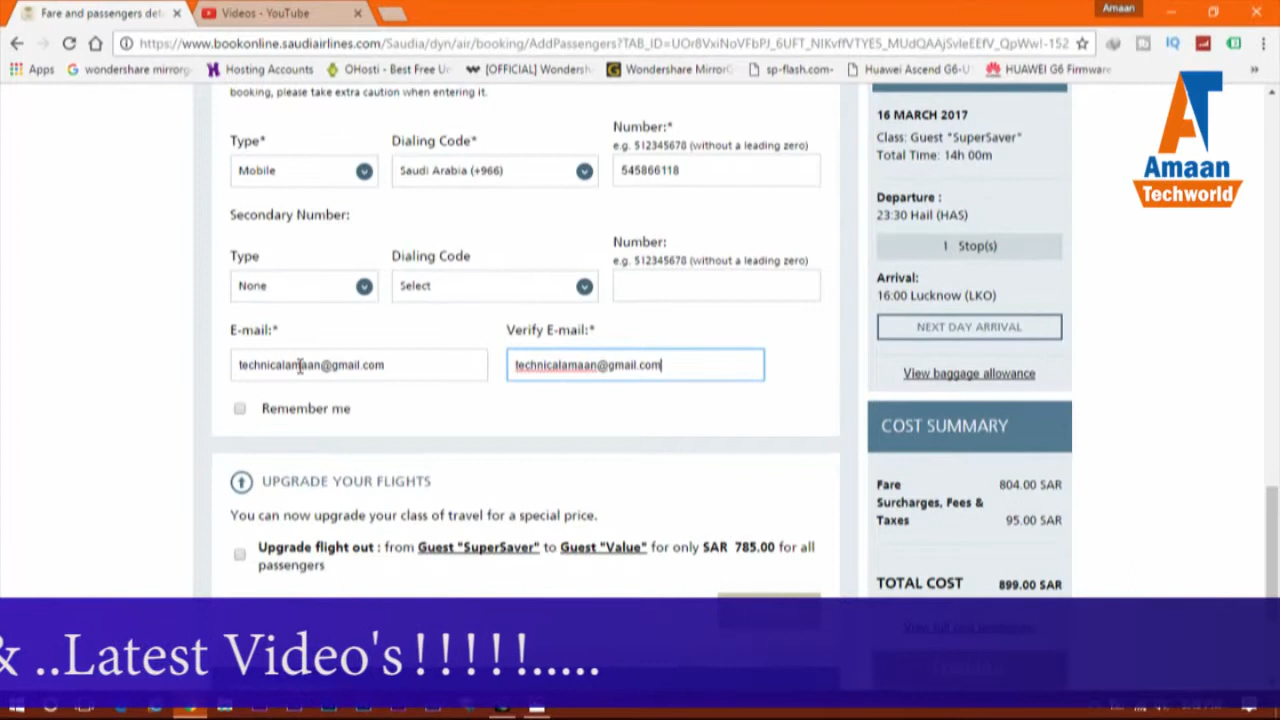 Fare and passengers det
Videos - YouTube
Amaan
https://www.bookonline.saudiairlines.com/Saudia/dyn/air/booking/AddPassengers?TAB_ID=
Apps
wondershare mirrorg
Hosting Accounts
OHosti - Best Free
[OFFICIAL] Wondersh
Wondershare MirrorG
sp-flash.com-
Huawei Ascend G6-U
HUAWEI G6 Firmware
booking, please take extra caution when entering it.
Type*
Dialing Code*
Number:*
e.g. 512345678 (without a leading zero)
Mobile
Saudi Arabia (+966)
545866118
Secondary Number:
Type
Dialing Code
Number:
e.g. 512345678 (without a leading zero)
None
Select
E-mail:*
Verify E-mail:*
technicalamaan@gmail.com
technicalamaan@gmail.com
Remember me
UPGRADE YOUR FLIGHTS
You can now upgrade your class of travel for a special price.
Upgrade flight out : from Guest "SuperSaver" to Guest "Value" for only SAR 785.00 for all
passengers
16 MARCH 2017
Class: Guest "SuperSaver"
Total Time: 14h 00m
Departure :
23:30 Hail (HAS)
1 Stop(s)
Arrival:
16:00 Lucknow (LKO)
NEXT DAY ARRIVAL
View baggage allowance
COST SUMMARY
Fare 804.00 SAR
Surcharges, Fees &
Taxes 95.00 SAR
TOTAL COST 899.00 SAR
AT
Amaan
Techworld
& ..Latest Video's!!!!!.....